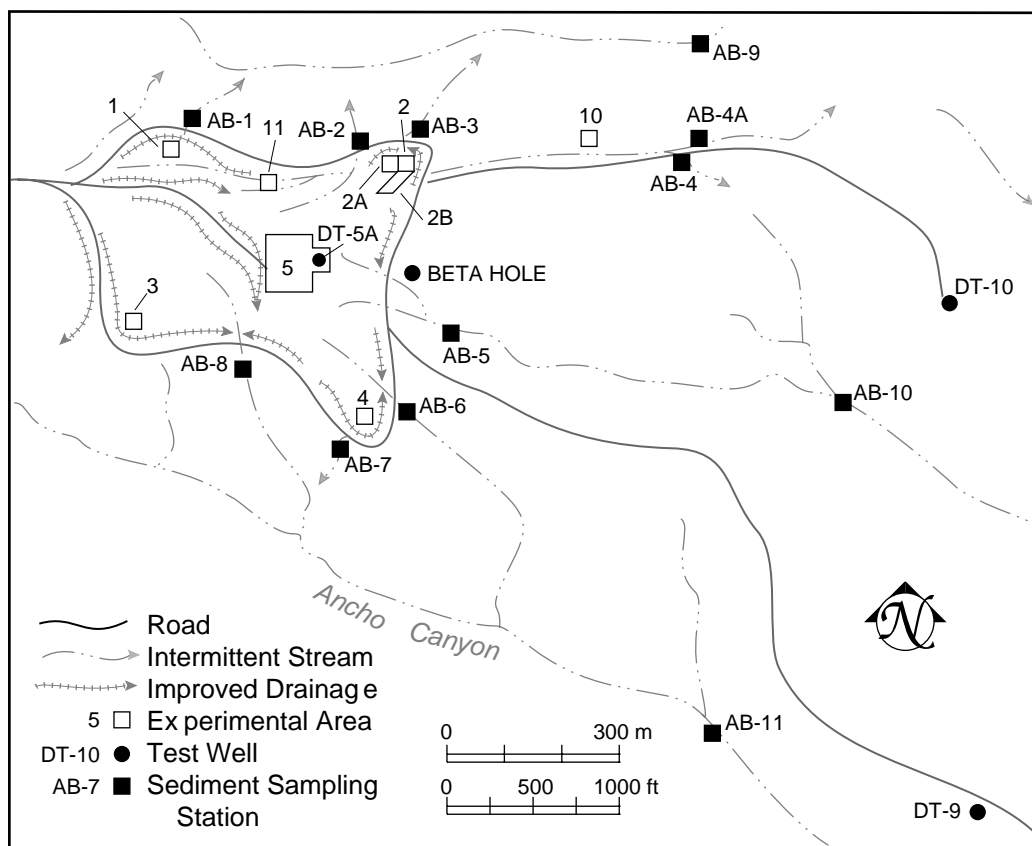 AB-9
1
AB-1
11
AB-2
2
AB-3
10
AB-4A
AB-4
2A
2B
DT-5A
5
BETA HOLE
DT-10
3
AB-5
AB-8
4
AB-6
AB-10
AB-7
Ancho Canyon
N
Road
Intermittent Stream
Improved Drainage
5 Experimental Area
DT-10 Test Well
AB-7 Sediment Sampling
Station
0 300 m
0 500 1000 ft
AB-11
DT-9